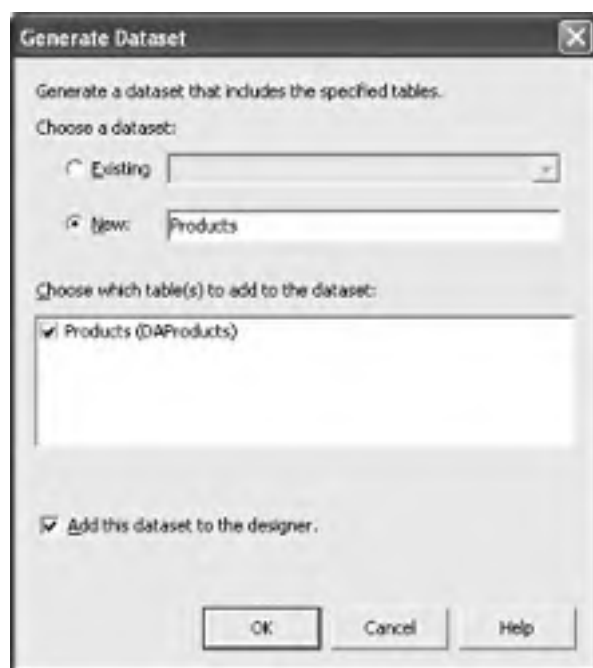 Generate Dataset
Generate a dataset that includes the specified tables.
Choose a dataset:
Existing
New: Products
Choose which table(s) to add to the dataset:
Products (DAProducts)
Add this dataset to the designer.
OK Cancel Help